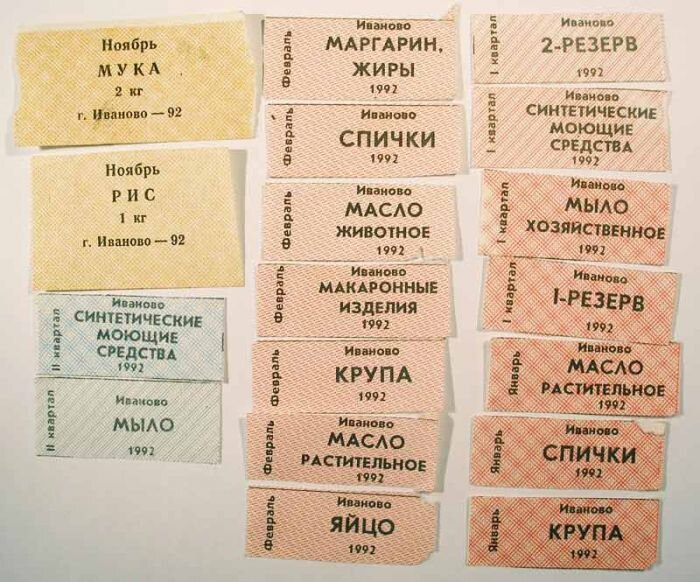 Ноябрь
МУКА
2 кг
г. Иваново — 92
Ноябрь
РИС
1 кг
г. Иваново — 92
II квартал
Иваново
СИНТЕТИЧЕСКИЕ
МОЮЩИЕ
СРЕДСТВА
1992
II квартал
Иваново
МЫЛО
1992
Февраль
Иваново
МАРГАРИН,
ЖИРЫ
1992
Февраль
Иваново
СПИЧКИ
1992
Февраль
Иваново
МАСЛО
ЖИВОТНОЕ
1992
Февраль
Иваново
МАКАРОННЫЕ
ИЗДЕЛИЯ
1992
Февраль
Иваново
КРУПА
1992
Февраль
Иваново
МАСЛО
РАСТИТЕЛЬНОЕ
1992
Февраль
Иваново
ЯЙЦО
1992
I квартал
Иваново
2-РЕЗЕРВ
1992
I квартал
Иваново
СИНТЕТИЧЕСКИЕ
МОЮЩИЕ
СРЕДСТВА
1992
I квартал
Иваново
МЫЛО
ХОЗЯЙСТВЕННОЕ
1992
I квартал
Иваново
I-РЕЗЕРВ
1992
Январь
Иваново
МАСЛО
РАСТИТЕЛЬНОЕ
1992
Январь
Иваново
СПИЧКИ
1992
Январь
Иваново
КРУПА
1992